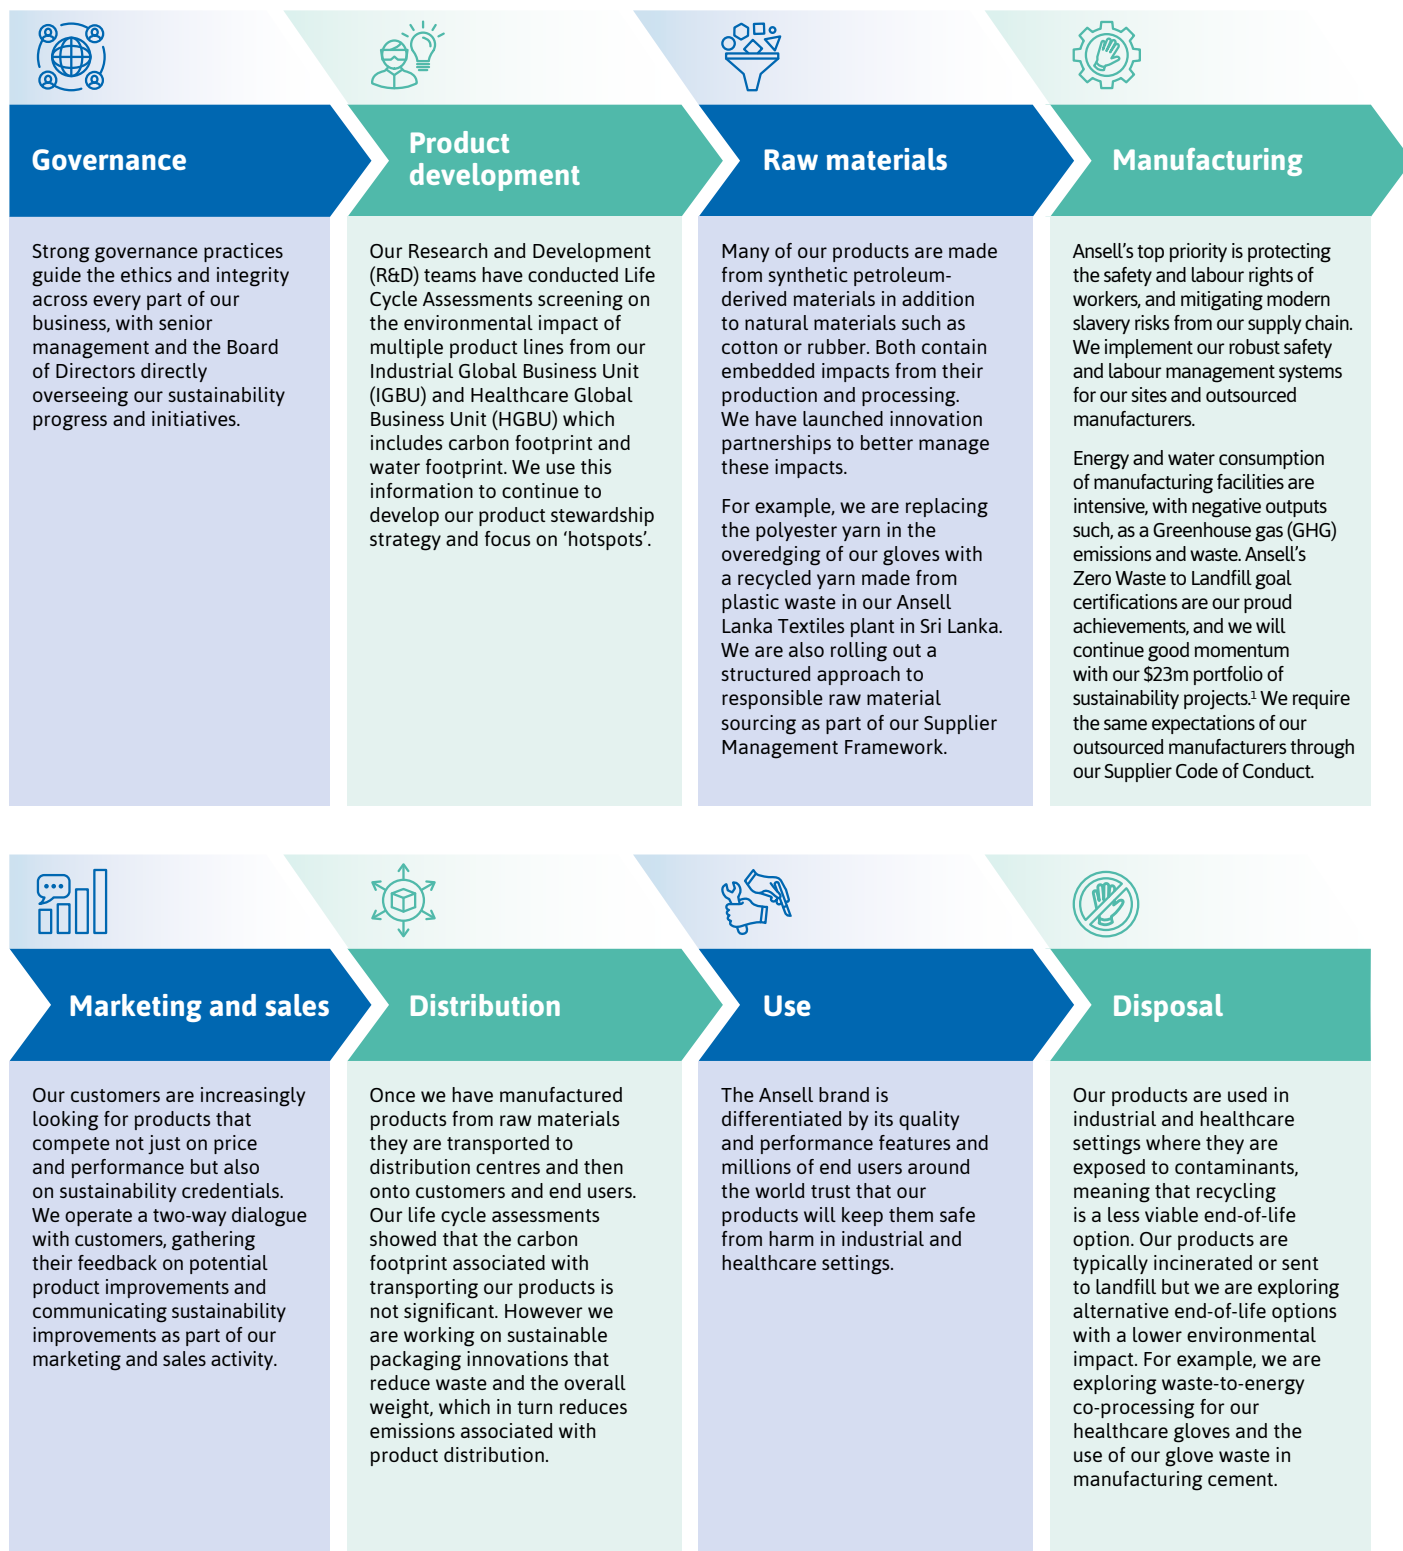 Governance
Strong governance practices
guide the ethics and integrity
across every part of our
business, with senior
management and the Board
of Directors directly
overseeing our sustainability
progress and initiatives.
Product
development
Our Research and Development
(R&D) teams have conducted Life
Cycle Assessments screening on
the environmental impact of
multiple product lines from our
Industrial Global Business Unit
(IGBU) and Healthcare Global
Business Unit (HGBU) which
includes carbon footprint and
water footprint. We use this
information to continue to
develop our product stewardship
strategy and focus on ‘hotspots’.
Raw materials
Many of our products are made
from synthetic petroleum-
derived materials in addition
to natural materials such as
cotton or rubber. Both contain
embedded impacts from their
production and processing.
We have launched innovation
partnerships to better manage
these impacts.
For example, we are replacing
the polyester yarn in the
overedging of our gloves with
a recycled yarn made from
plastic waste in our Ansell
Lanka Textiles plant in Sri Lanka.
We are also rolling out a
structured approach to
responsible raw material
sourcing as part of our Supplier
Management Framework.
Manufacturing
Ansell’s top priority is protecting
the safety and labour rights of
workers, and mitigating modern
slavery risks from our supply chain.
We implement our robust safety
and labour management systems
for our sites and outsourced
manufacturers.
Energy and water consumption
of manufacturing facilities are
intensive, with negative outputs
such, as a Greenhouse gas (GHG)
emissions and waste. Ansell’s
Zero Waste to Landfill goal
certifications are our proud
achievements, and we will
continue good momentum
with our $23m portfolio of
sustainability projects.¹ We require
the same expectations of our
outsourced manufacturers through
our Supplier Code of Conduct.
Marketing and sales
Our customers are increasingly
looking for products that
compete not just on price
and performance but also
on sustainability credentials.
We operate a two-way dialogue
with customers, gathering
their feedback on potential
product improvements and
communicating sustainability
improvements as part of our
marketing and sales activity.
Distribution
Once we have manufactured
products from raw materials
they are transported to
distribution centres and then
onto customers and end users.
Our life cycle assessments
showed that the carbon
footprint associated with
transporting our products is
not significant. However we
are working on sustainable
packaging innovations that
reduce waste and the overall
weight, which in turn reduces
emissions associated with
product distribution.
Use
The Ansell brand is
differentiated by its quality
and performance features and
millions of end users around
the world trust that our
products will keep them safe
from harm in industrial and
healthcare settings.
Disposal
Our products are used in
industrial and healthcare
settings where they are
exposed to contaminants,
meaning that recycling
is a less viable end-of-life
option. Our products are
typically incinerated or sent
to landfill but we are exploring
alternative end-of-life options
with a lower environmental
impact. For example, we are
exploring waste-to-energy
co-processing for our
healthcare gloves and the
use of our glove waste in
manufacturing cement.